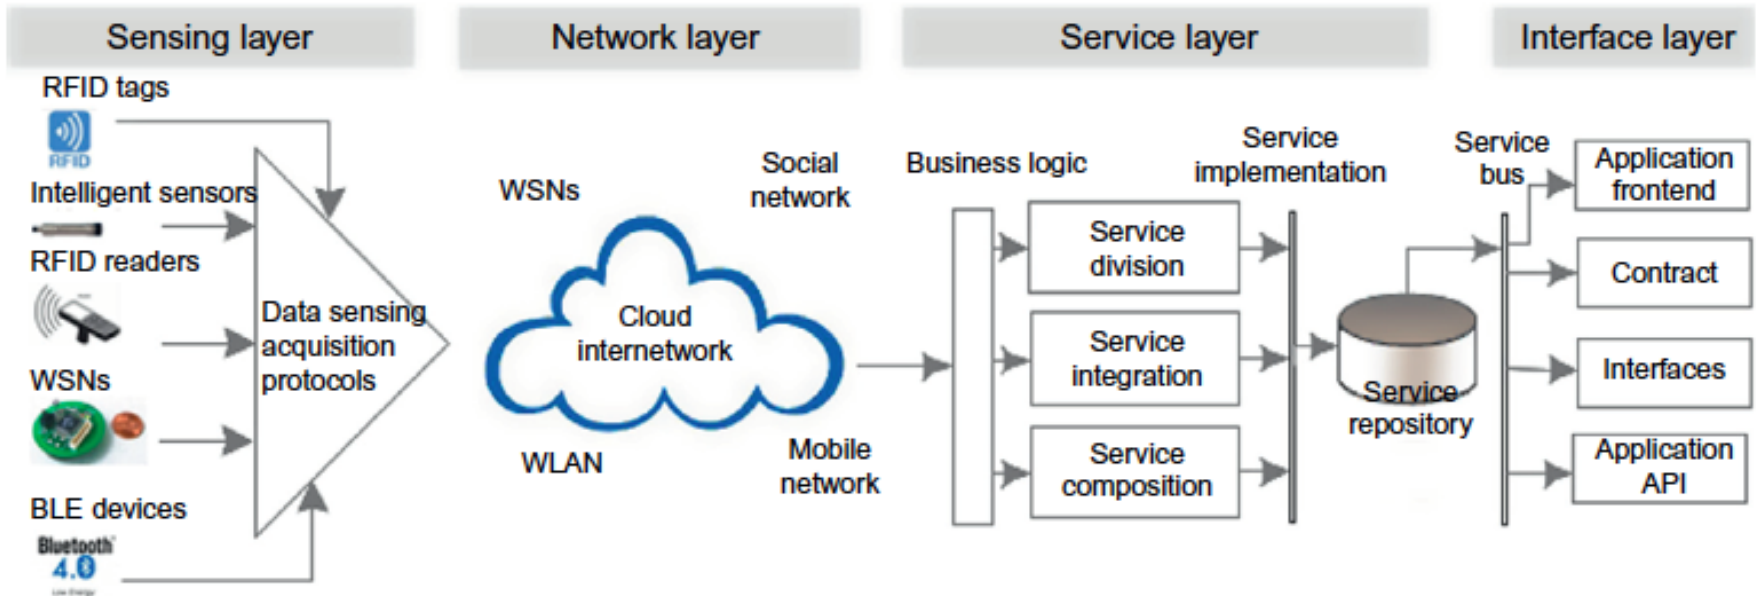 Sensing layer
Network layer
Service layer
Interface layer
RFID tags
RFID
Intelligent sensors
RFID readers
WSNs
BLE devices
Bluetooth
4.0
Low Energy
Data sensing
acquisition
protocols
WSNs
Social
network
Cloud
internetwork
WLAN
Mobile
network
Business logic
Service
division
Service
integration
Service
composition
Service
implementation
Service
repository
Service
bus
Application
frontend
Contract
Interfaces
Application
API